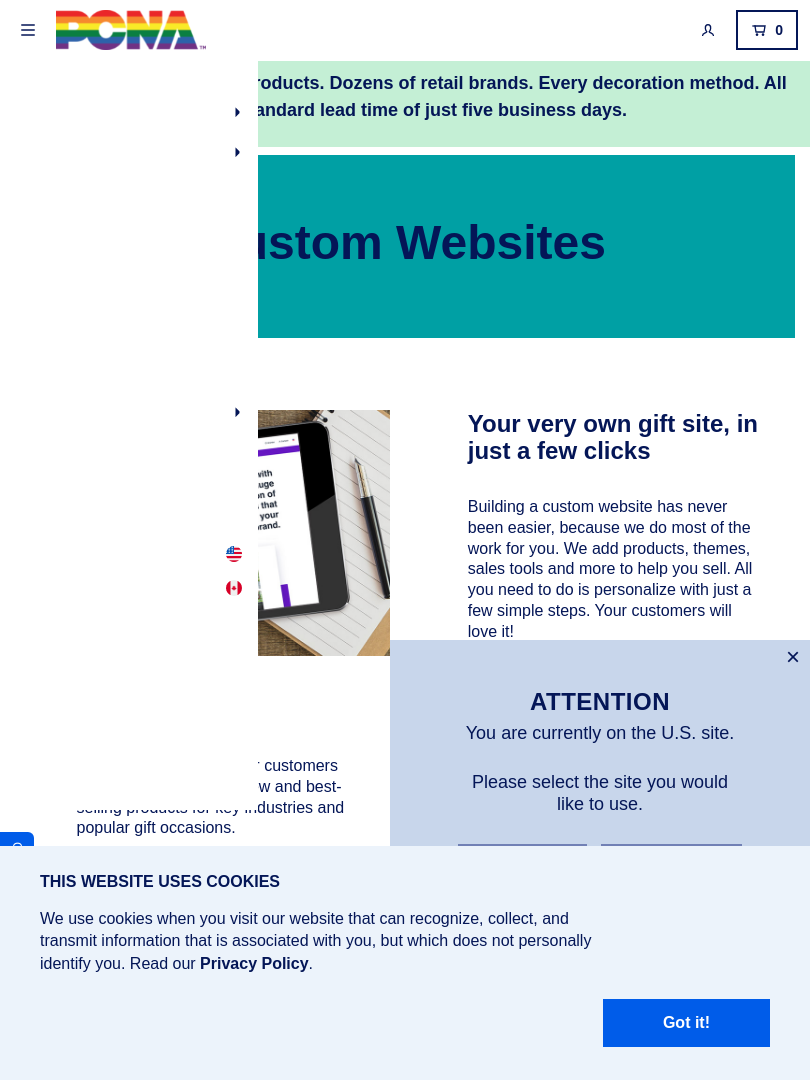 PCNA™
0
roducts. Dozens of retail brands. Every decoration method. All
andard lead time of just five business days.
ustom Websites
with
uge
on of
s that
your
brand.
Your very own gift site, in
just a few clicks
Building a custom website has never
been easier, because we do most of the
work for you. We add products, themes,
sales tools and more to help you sell. All
you need to do is personalize with just a
few simple steps. Your customers will
love it!
×
ATTENTION
You are currently on the U.S. site.
Please select the site you would
like to use.
r customers
w and best-
selling products for key industries and
popular gift occasions.
THIS WEBSITE USES COOKIES
We use cookies when you visit our website that can recognize, collect, and
transmit information that is associated with you, but which does not personally
identify you. Read our Privacy Policy.
Got it!